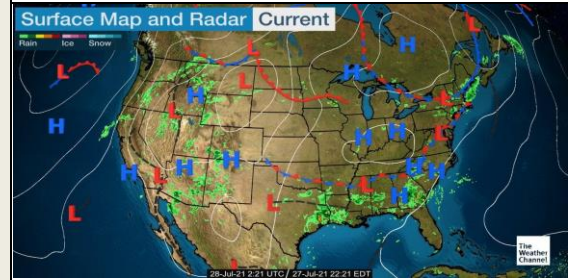 Surface Map and Radar Current
Rain Ice Snow
L
L
H
L
H
L
H
L
H
L
L
H
H
L
H
H
H
L
H
L
H
H
H
L
L
L
28-Jul-21 2:21 UTC / 27-Jul-21 22:21 EDT
The
Weather
Channel